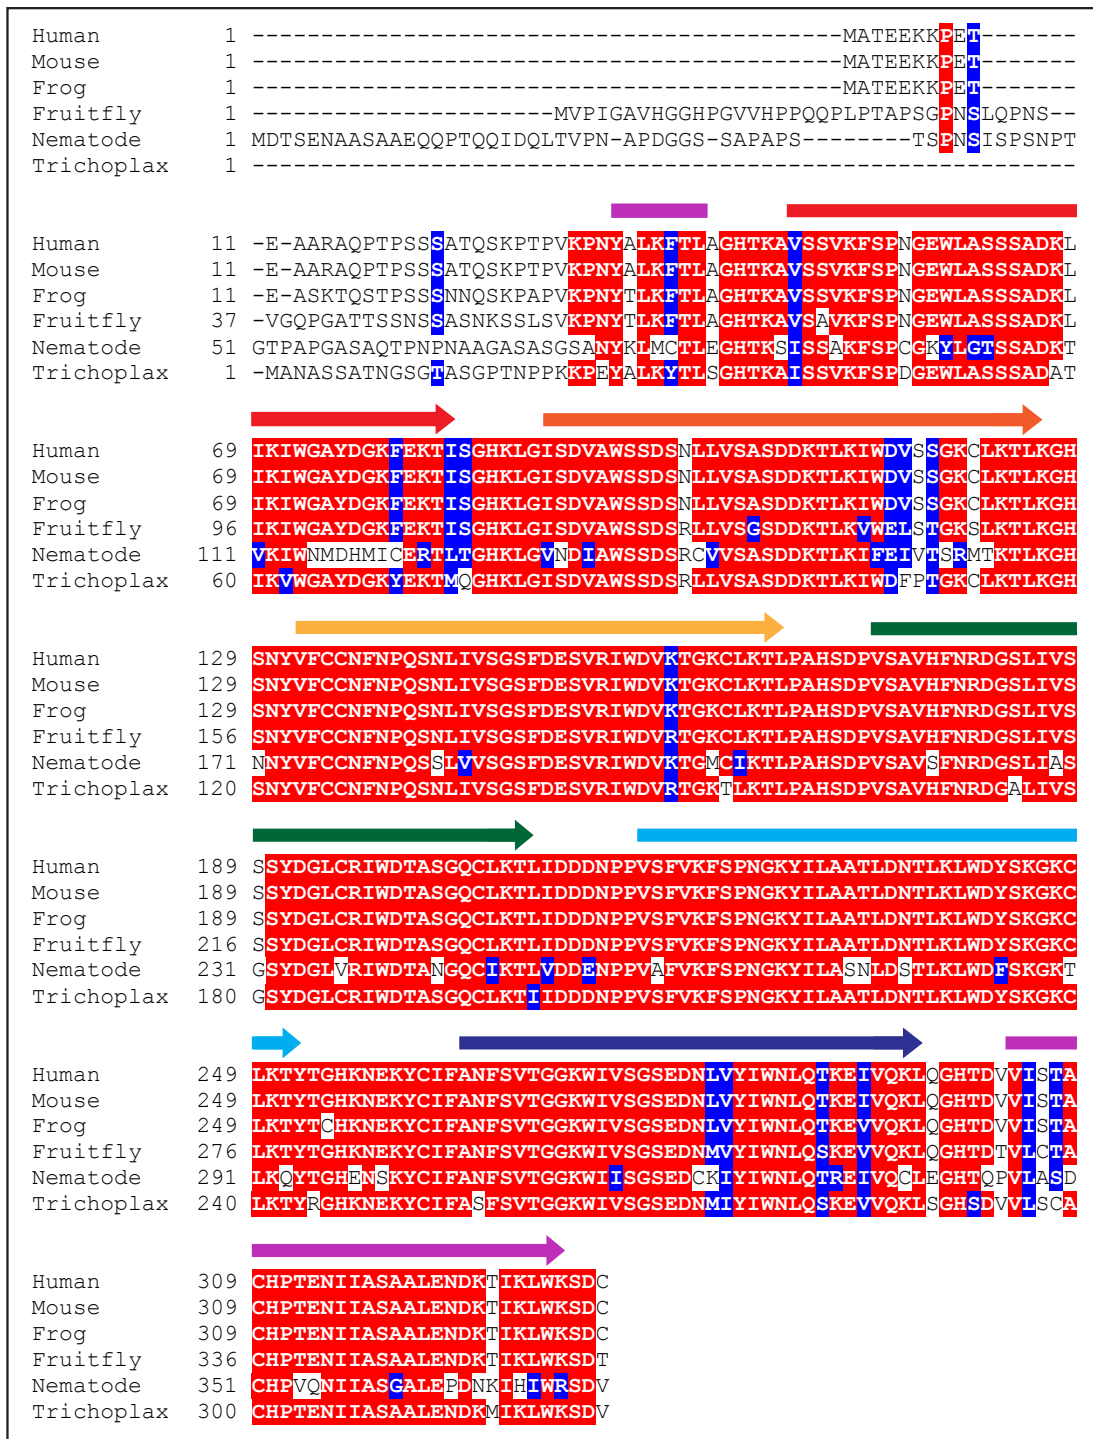 Human 1 -------------------------------------------MATEEKKPET-------
Mouse 1 -------------------------------------------MATEEKKPET-------
Frog 1 -------------------------------------------MATEEKKPET-------
Fruitfly 1 ----------------------MVPIGAVHGGHPGVVHPPQQPLPTAPSGPNSLQPNS--
Nematode 1 MDTSENAASAAEQQPTQQIDQLTVPN-APDGGS-SAPAPS-------TSPNSISPSNPT
Trichoplax 1 ------------------------------------------------------------
Human 11 -E-AARAQPTPSSSATQSKPTPVKPNYALKFTLAGHTKAVSSVKFSPNGEWLASSSADKL
Mouse 11 -E-AARAQPTPSSSATQSKPTPVKPNYALKFTLAGHTKAVSSVKFSPNGEWLASSSADKL
Frog 11 -E-ASKTQSTPSSSNNQSKPAPVKPNYTLKFTLAGHTKAVSSVKFSPNGEWLASSSADKL
Fruitfly 37 -VGQPGATTSSNSSASNKSSLSVKPNYTLKFTLAGHTKAVSAVKFSPNGEWLASSSADKL
Nematode 51 GTPAPGASAQTPNPNAAGASASGSANYKLMCTLEGHTKSISSAKFSPCGKYLGTSSADKT
Trichoplax 1 -MANASSATNGSGTASGPTNPPKKPEYALKYTLSGHTKAISSVKFSPDGEWLASSSADAT
Human 69 IKIWGAYDGKFEKTISGHKLGISDVAWSSDSNLLVSASDDKTLKIWDVSSGKCLKTLKGH
Mouse 69 IKIWGAYDGKFEKTISGHKLGISDVAWSSDSNLLVSASDDKTLKIWDVSSGKCLKTLKGH
Frog 69 IKIWGAYDGKFEKTISGHKLGISDVAWSSDSNLLVSASDDKTLKIWDVSSGKCLKTLKGH
Fruitfly 96 IKIWGAYDGKFEKTISGHKLGISDVAWSSDSRLLVSGSDDKTLKVWELSTGKSLKTLKGH
Nematode 111 VKIWNMDHMICERTLTGHKLGVNDIAWSSDSRCVVSASDDKTLKIFEIVTSRMTKTLKGH
Trichoplax 60 IKVWGAYDGKYEKTMQGHKLGISDVAWSSDSRLLVSASDDKTLKIWDFPTGKCLKTLKGH
Human 129 SNYVFCCNFNPQSNLIVSGSFDESVRIWDVKTGKCLKTLPAHSDPVSAVHFNRDGSLIVS
Mouse 129 SNYVFCCNFNPQSNLIVSGSFDESVRIWDVKTGKCLKTLPAHSDPVSAVHFNRDGSLIVS
Frog 129 SNYVFCCNFNPQSNLIVSGSFDESVRIWDVKTGKCLKTLPAHSDPVSAVHFNRDGSLIVS
Fruitfly 156 SNYVFCCNFNPQSNLIVSGSFDESVRIWDVRTGKCLKTLPAHSDPVSAVHFNRDGSLIVS
Nematode 171 NNYVFCCNFNPQSSLVVSGSFDESVRIWDVKTGMCIKTLPAHSDPVSAVSFNRDGSLIAS
Trichoplax 120 SNYVFCCNFNPQSNLIVSGSFDESVRIWDVRTGKTLKTLPAHSDPVSAVHFNRDGALIVS
Human 189 SSYDGLCRIWDTASGQCLKTLIDDDNPPVSFVKFSPNGKYILAATLDNTLKLWDYSKGKC
Mouse 189 SSYDGLCRIWDTASGQCLKTLIDDDNPPVSFVKFSPNGKYILAATLDNTLKLWDYSKGKC
Frog 189 SSYDGLCRIWDTASGQCLKTLIDDDNPPVSFVKFSPNGKYILAATLDNTLKLWDYSKGKC
Fruitfly 216 SSYDGLCRIWDTASGQCLKTLIDDDNPPVSFVKFSPNGKYILAATLDNTLKLWDYSKGKC
Nematode 231 GSYDGLVRIWDTANGQCIKTLVDDENPPVAFVKFSPNGKYILASNLDSTLKLWDFSKGKT
Trichoplax 180 GSYDGLCRIWDTASGQCLKTIIDDDNPPVSFVKFSPNGKYILAATLDNTLKLWDYSKGKC
Human 249 LKTYTGHKNEKYCIFANFSVTGGKWIVSGSEDNLVYIWNLQTKEIVQKLQGHTDVVISTA
Mouse 249 LKTYTGHKNEKYCIFANFSVTGGKWIVSGSEDNLVYIWNLQTKEIVQKLQGHTDVVISTA
Frog 249 LKTYTCHKNEKYCIFANFSVTGGKWIVSGSEDNLVYIWNLQTKEVVQKLQGHTDVVISTA
Fruitfly 276 LKTYTGHKNEKYCIFANFSVTGGKWIVSGSEDNMVYIWNLQSKEVVQKLQGHTDTVLCTA
Nematode 291 LKQYTGHENSKYCIFANFSVTGGKWIISGSEDCKIYIWNLQTREIVQCLEGHTQPVLASD
Trichoplax 240 LKTYRGHKNEKYCIFASFSVTGGKWIVSGSEDNMIYIWNLQSKEVVQKLSGHSDVVLSCA
Human 309 CHPTENIIASAALENDKTIKLWKSDC
Mouse 309 CHPTENIIASAALENDKTIKLWKSDC
Frog 309 CHPTENIIASAALENDKTIKLWKSDC
Fruitfly 336 CHPTENIIASAALENDKTIKLWKSDT
Nematode 351 CHPVQNIIASGALEPDNKIHIWRSDV
Trichoplax 300 CHPTENIIASAALENDKMIKLWKSDV